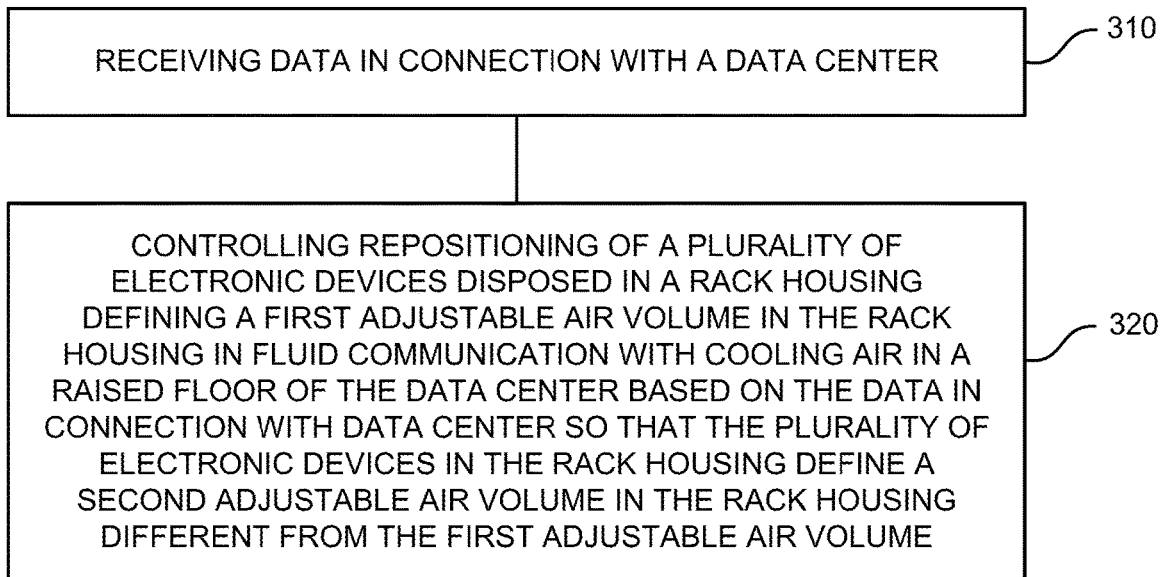 RECEIVING DATA IN CONNECTION WITH A DATA CENTER
310
CONTROLLING REPOSITIONING OF A PLURALITY OF
ELECTRONIC DEVICES DISPOSED IN A RACK HOUSING
DEFINING A FIRST ADJUSTABLE AIR VOLUME IN THE RACK
HOUSING IN FLUID COMMUNICATION WITH COOLING AIR IN A
RAISED FLOOR OF THE DATA CENTER BASED ON THE DATA IN
CONNECTION WITH DATA CENTER SO THAT THE PLURALITY OF
ELECTRONIC DEVICES IN THE RACK HOUSING DEFINE A
SECOND ADJUSTABLE AIR VOLUME IN THE RACK HOUSING
DIFFERENT FROM THE FIRST ADJUSTABLE AIR VOLUME
320